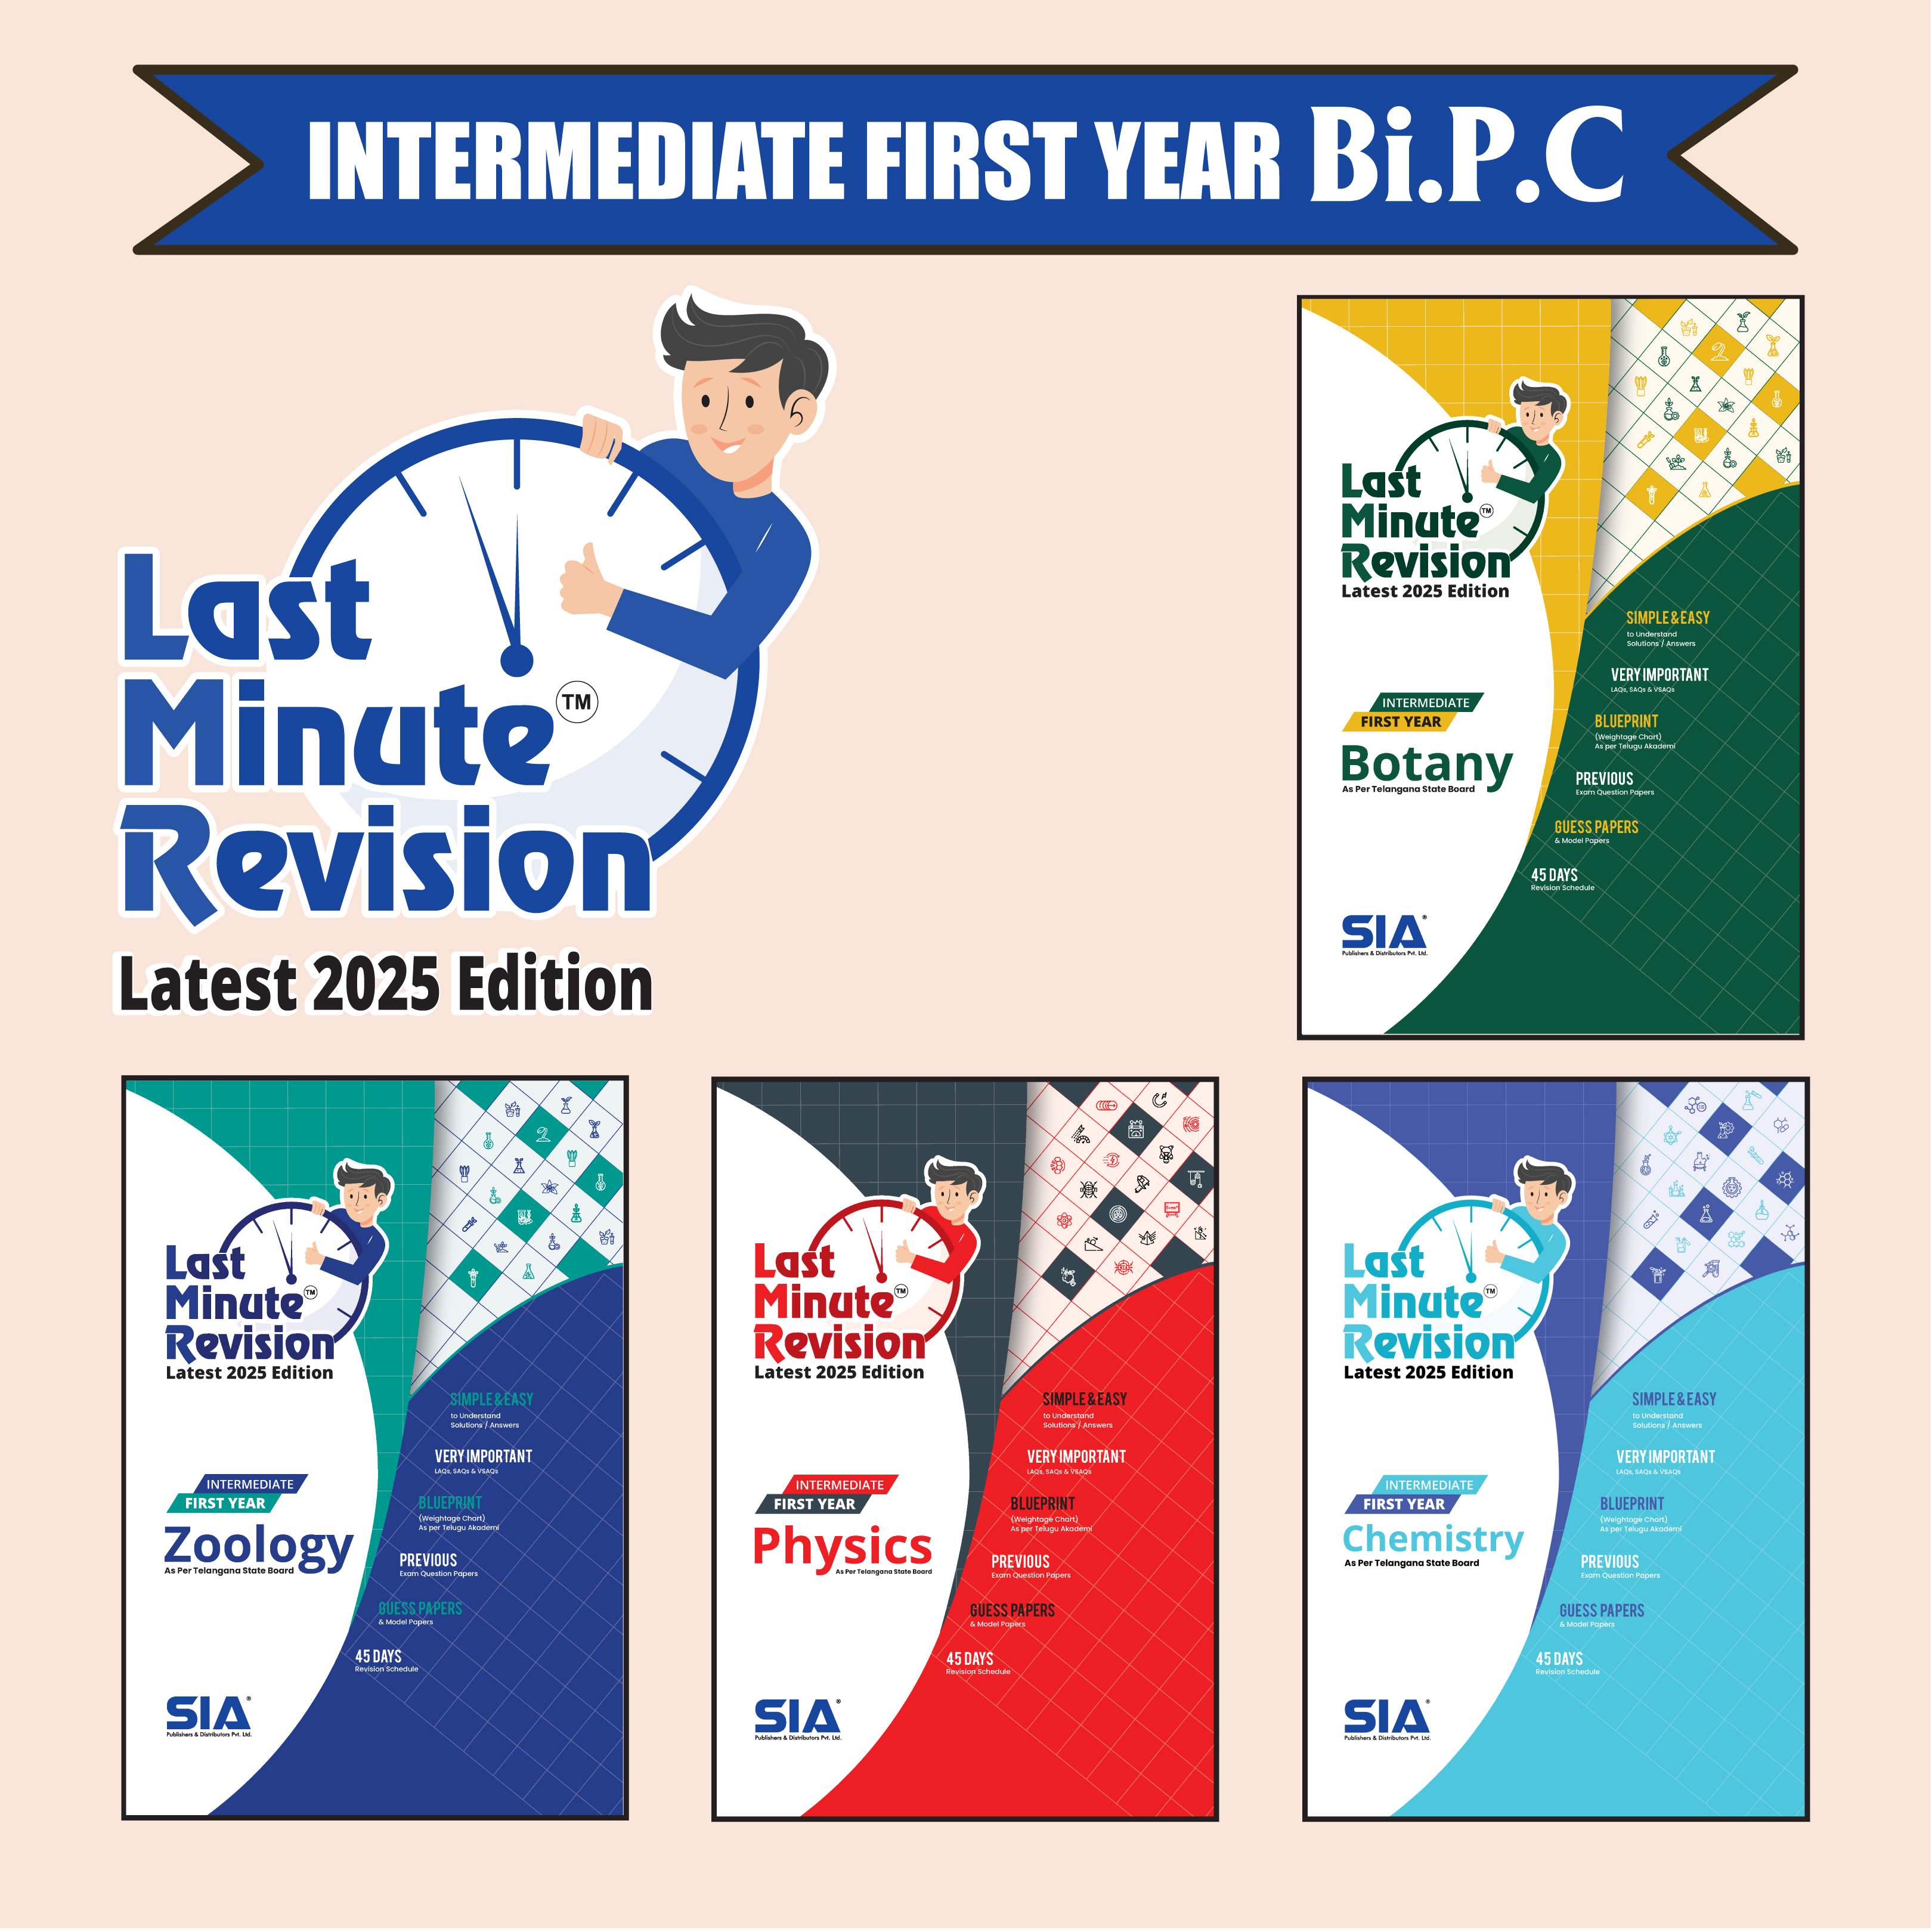 INTERMEDIATE FIRST YEAR Bi.P.C
Last
Minute TM
Revision
Latest 2025 Edition
Last
Minute TM
Revision
Latest 2025 Edition
SIMPLE & EASY
to Understand
Solutions / Answers
VERY IMPORTANT
LAQs, SAQs & VSAQs
BLUEPRINT
(Weightage Chart)
As per Telugu Akademi
PREVIOUS
Exam Question Papers
GUESS PAPERS
& Model Papers
45 DAYS
Revision Schedule
INTERMEDIATE
FIRST YEAR
Botany
As Per Telangana State Board
SIA®
Publishers & Distributors Pvt. Ltd.
Last
Minute TM
Revision
Latest 2025 Edition
SIMPLE & EASY
to Understand
Solutions / Answers
VERY IMPORTANT
LAQs, SAQs & VSAQs
BLUEPRINT
(Weightage Chart)
As per Telugu Akademi
PREVIOUS
Exam Question Papers
GUESS PAPERS
& Model Papers
45 DAYS
Revision Schedule
INTERMEDIATE
FIRST YEAR
Zoology
As Per Telangana State Board
SIA®
Publishers & Distributors Pvt. Ltd.
Last
Minute TM
Revision
Latest 2025 Edition
SIMPLE & EASY
to Understand
Solutions / Answers
VERY IMPORTANT
LAQs, SAQs & VSAQs
BLUEPRINT
(Weightage Chart)
As per Telugu Akademi
PREVIOUS
Exam Question Papers
GUESS PAPERS
& Model Papers
45 DAYS
Revision Schedule
INTERMEDIATE
FIRST YEAR
Physics
As Per Telangana State Board
SIA®
Publishers & Distributors Pvt. Ltd.
Last
Minute TM
Revision
Latest 2025 Edition
SIMPLE & EASY
to Understand
Solutions / Answers
VERY IMPORTANT
LAQs, SAQs & VSAQs
BLUEPRINT
(Weightage Chart)
As per Telugu Akademi
PREVIOUS
Exam Question Papers
GUESS PAPERS
& Model Papers
45 DAYS
Revision Schedule
INTERMEDIATE
FIRST YEAR
Chemistry
As Per Telangana State Board
SIA®
Publishers & Distributors Pvt. Ltd.